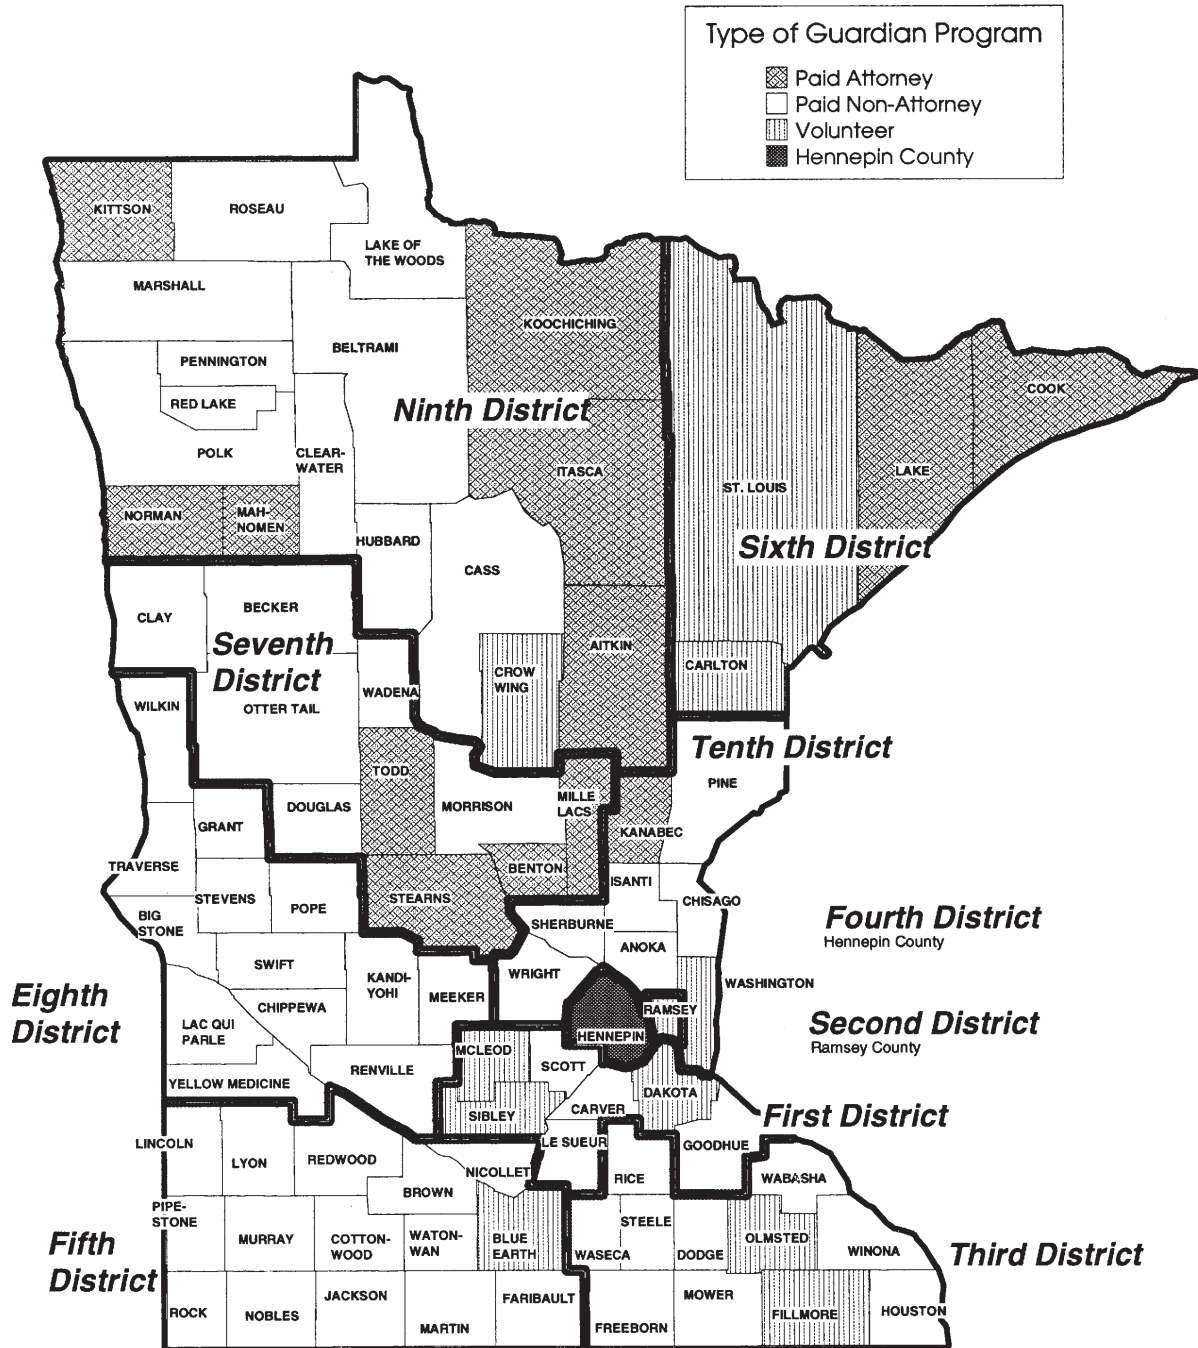 Type of Guardian Program
Paid Attorney
Paid Non-Attorney
Volunteer
Hennepin County
KITTSON
ROSEAU
LAKE OF
THE WOODS
MARSHALL
KOOCHICHING
BELTRAMI
PENNINGTON
RED LAKE
COOK
Ninth District
POLK
CLEAR-
WATER
ITASCA
LAKE
ST. LOUIS
NORMAN
MAH-
NOMEN
HUBBARD
Sixth District
CASS
CLAY
BECKER
Seventh
District
AITKIN
CARLTON
CROW
WING
WADENA
WILKIN
OTTER TAIL
Tenth District
TODD
PINE
DOUGLAS
MORRISON
MILLE
LACS
GRANT
KANABEC
TRAVERSE
BENTON
ISANTI
STEVENS
POPE
STEARNS
CHISAGO
BIG
STONE
SHERBURNE
Fourth District
Hennepin County
ANOKA
SWIFT
KANDI-
YOHI
WRIGHT
WASHINGTON
Eighth
District
CHIPPEWA
MEEKER
RAMSEY
LAC QUI
PARLE
HENNEPIN
Second District
Ramsey County
MCLEOD
SCOTT
RENVILLE
YELLOW MEDICINE
DAKOTA
SIBLEY
CARVER
First District
LINCOLN
LE SUEUR
GOODHUE
LYON
REDWOOD
NICOLLET
RICE
WABASHA
BROWN
PIPE-
STONE
STEELE
Fifth
District
MURRAY
COTTON-
WOOD
WATON-
WAN
BLUE
EARTH
WASECA
DODGE
OLMSTED
WINONA
Third District
ROCK
NOBLES
JACKSON
MARTIN
FARIBAULT
FREEBORN
MOWER
FILLMORE
HOUSTON